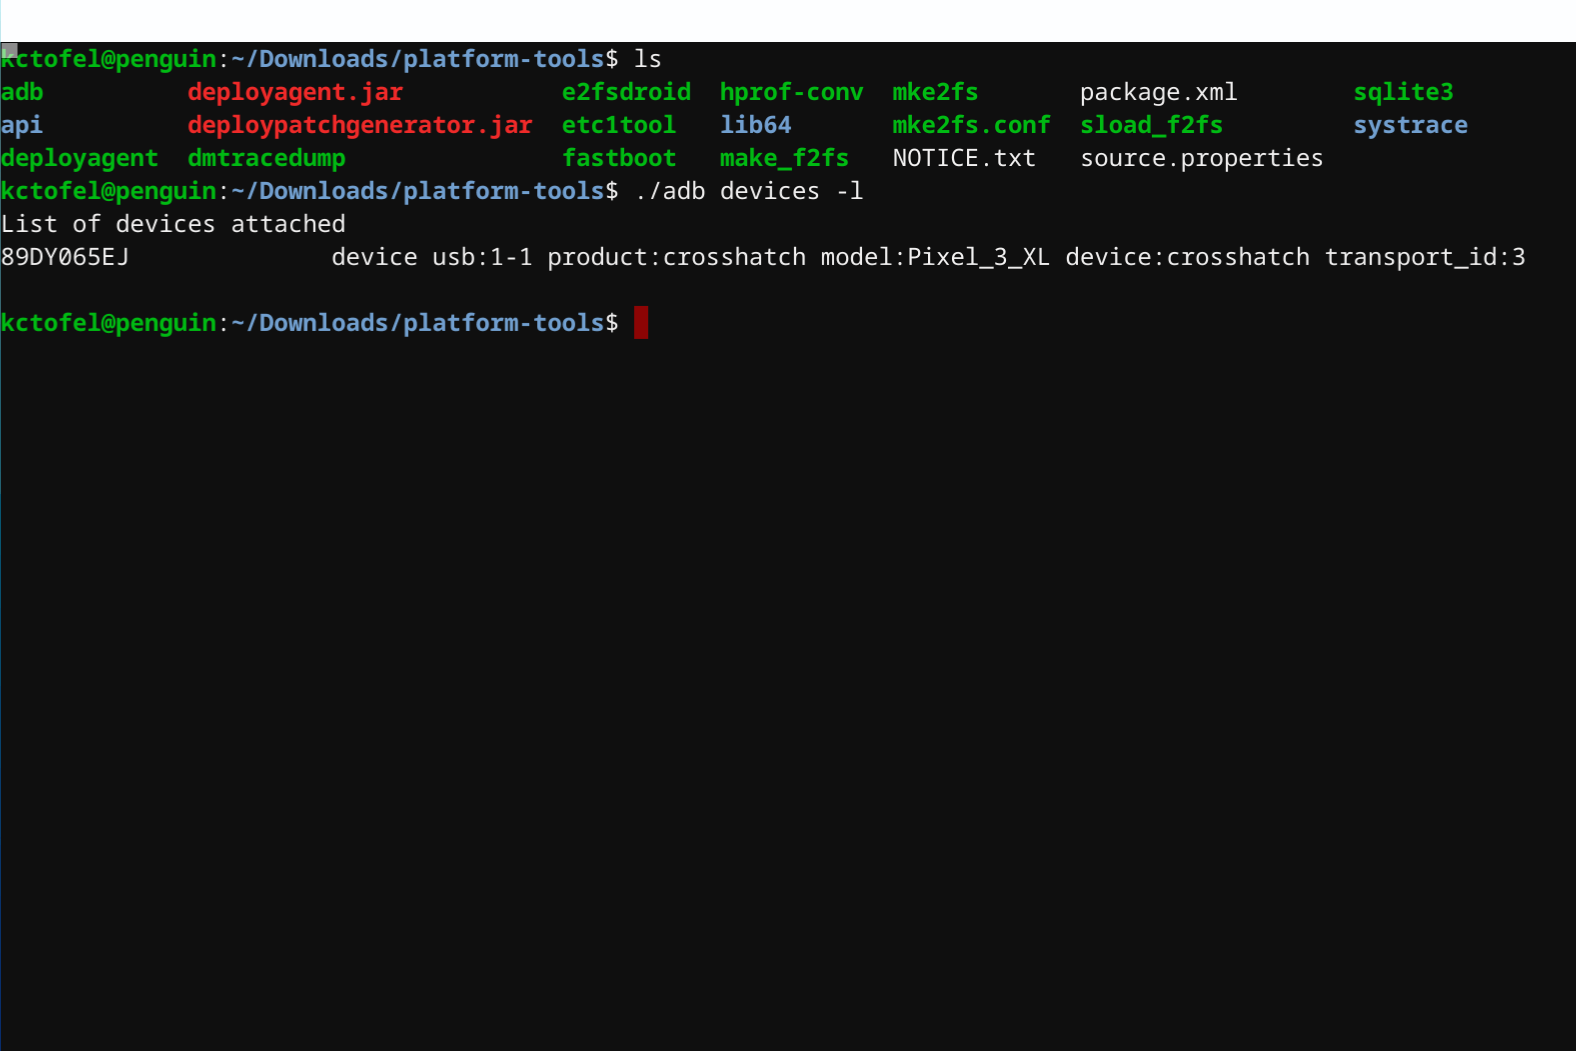 kctofel@penguin:~/Downloads/platform-tools$ ls
adb deployagent.jar e2fsdroid hprof-conv mke2fs package.xml sqlite3
api deploypatchgenerator.jar etc1tool lib64 mke2fs.conf sload_f2fs systrace
deployagent dmtracedump fastboot make_f2fs NOTICE.txt source.properties
kctofel@penguin:~/Downloads/platform-tools$ ./adb devices -l
List of devices attached
89DY065EJ device usb:1-1 product:crosshatch model:Pixel_3_XL device:crosshatch transport_id:3
kctofel@penguin:~/Downloads/platform-tools$